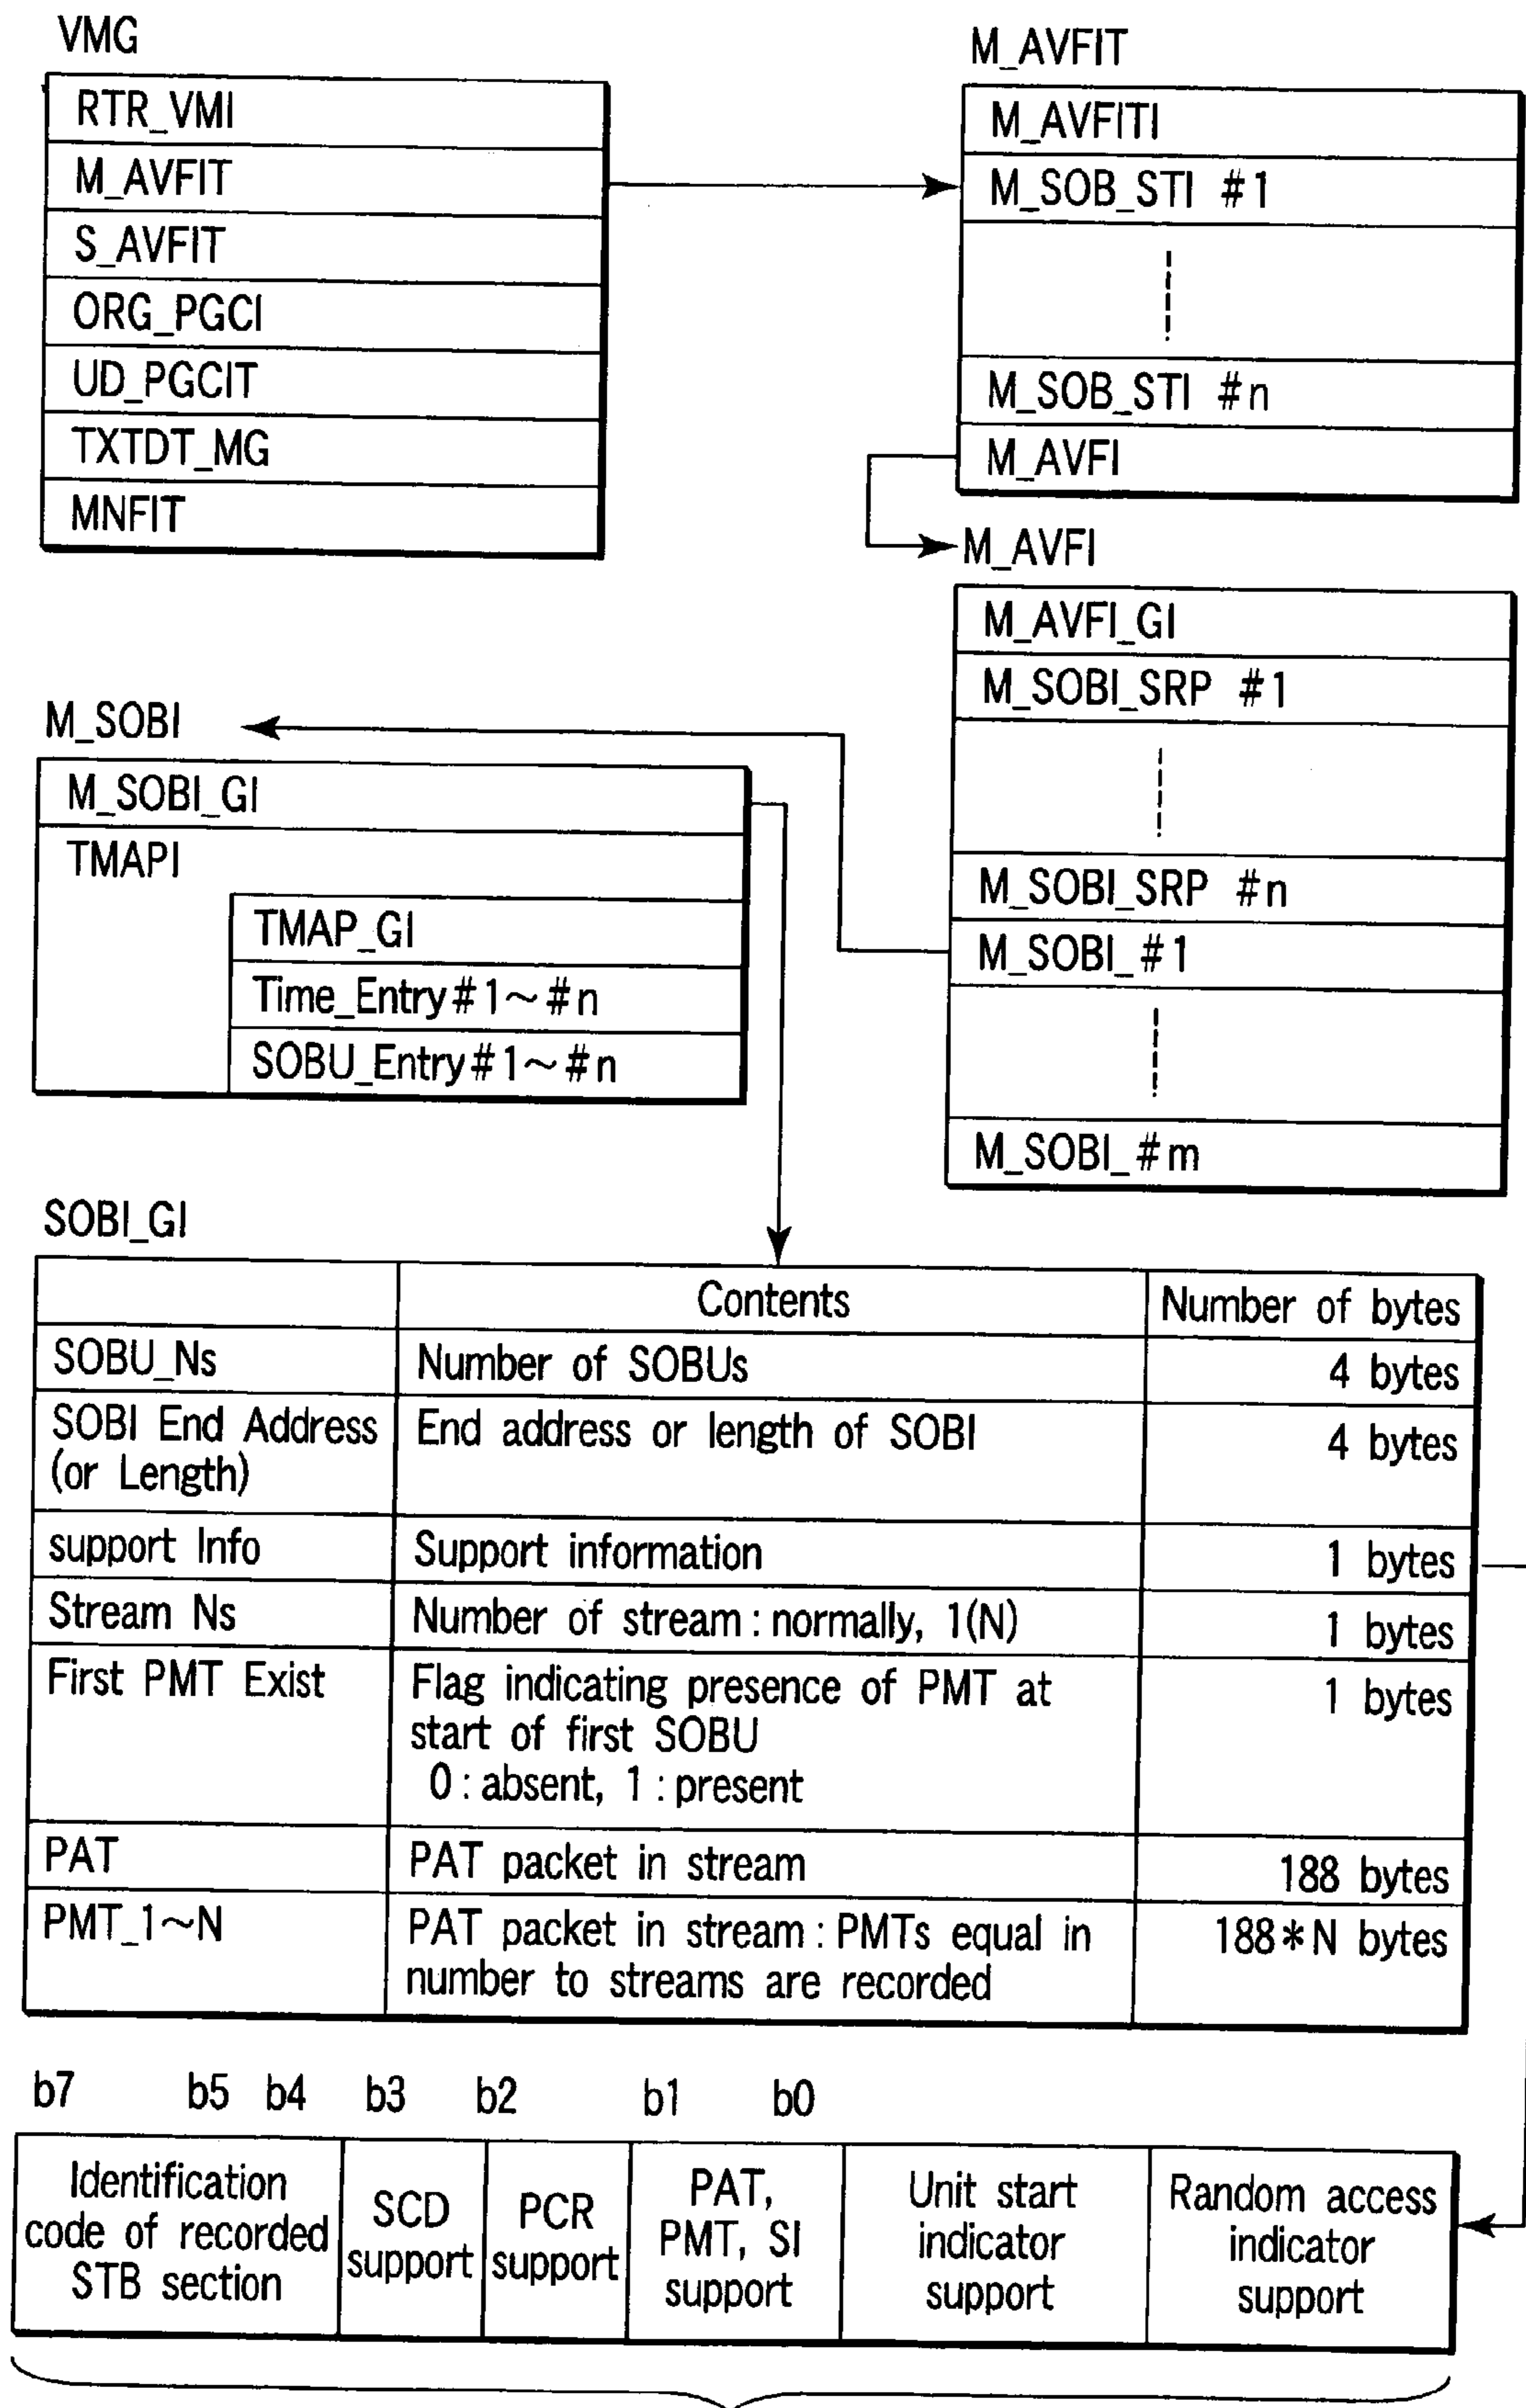 VMG
RTR_VMI
M_AVFIT
S_AVFIT
ORG_PGCI
UD_PGCIT
TXTDT_MG
MNFIT
M_AVFIT
M_AVFITI
M_SOB_STI #1
M_SOB_STI #n
M_AVFI
M_AVFI
M_AVFI_GI
M_SOBI_SRP #1
M_SOBI_SRP #n
M_SOBI_#1
M_SOBI_#m
M_SOBI
M_SOBI_GI
TMAPI
TMAP_GI
Time_Entry#1~#n
SOBU_Entry#1~#n
SOBI_GI
Contents Number of bytes
SOBU_Ns Number of SOBUs 4 bytes
SOBI End Address End address or length of SOBI 4 bytes
(or Length)
support Info Support information 1 bytes
Stream Ns Number of stream : normally, 1(N) 1 bytes
First PMT Exist Flag indicating presence of PMT at 1 bytes
start of first SOBU
0 : absent, 1 : present
PAT PAT packet in stream 188 bytes
PMT_1~N PAT packet in stream : PMTs equal in 188*N bytes
number to streams are recorded
b7 b5 b4 b3 b2 b1 b0
Identification
code of recorded
STB section
SCD
support
PCR
support
PAT,
PMT, SI
support
Unit start
indicator
support
Random access
indicator
support